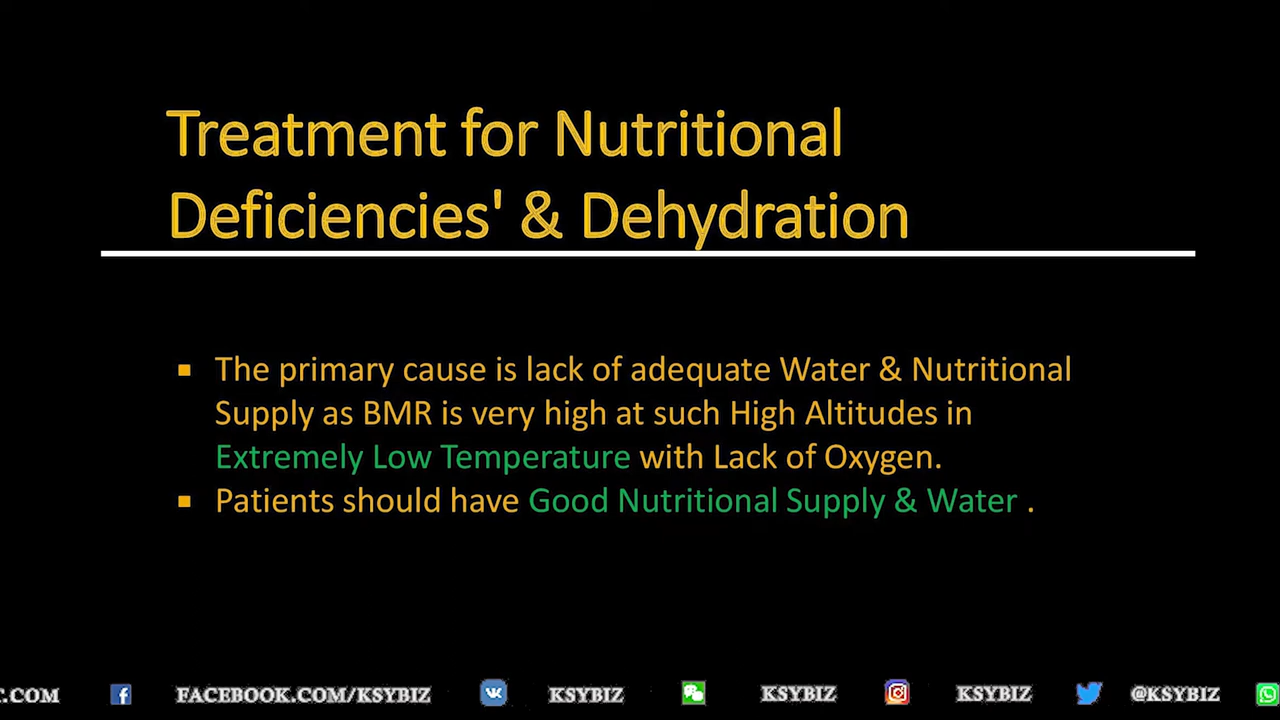 Treatment for Nutritional
Deficiencies' & Dehydration
▪ The primary cause is lack of adequate Water & Nutritional
Supply as BMR is very high at such High Altitudes in
Extremely Low Temperature with Lack of Oxygen.
▪ Patients should have Good Nutritional Supply & Water .
T.COM FACEBOOK.COM/KSYBIZ KSYBIZ KSYBIZ KSYBIZ @KSYBIZ